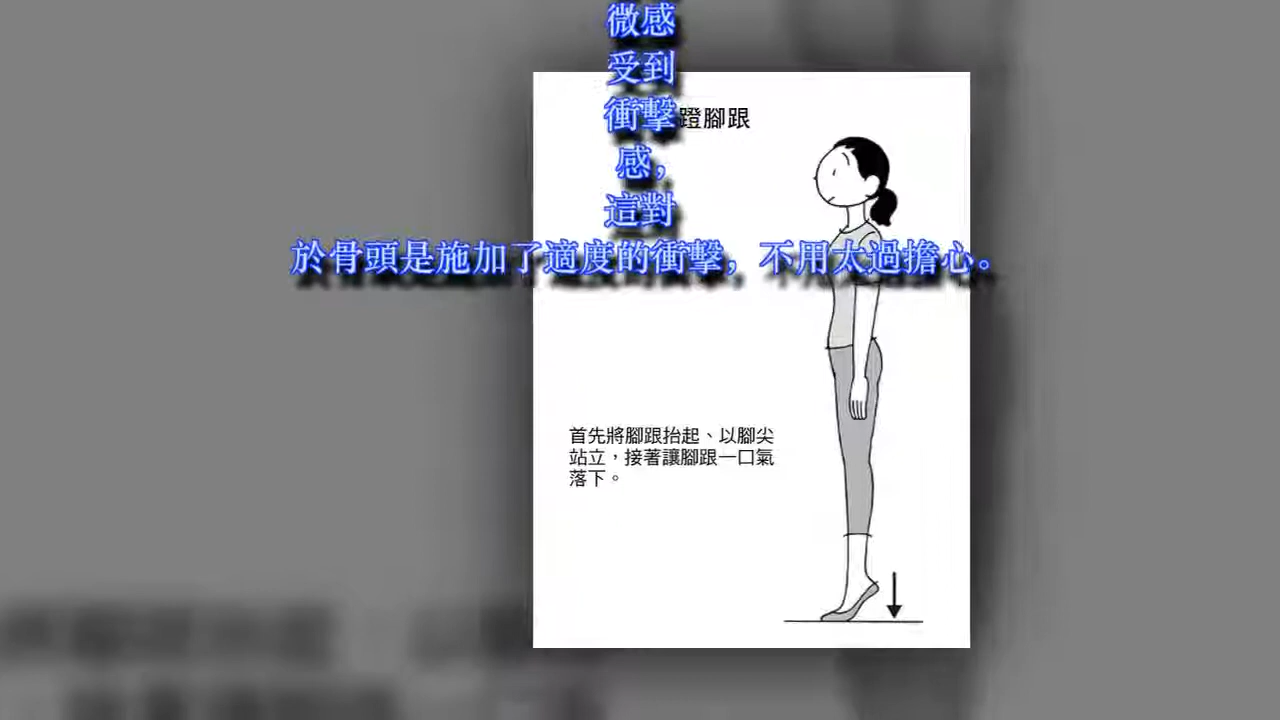 微感
受到
衝擊
感，
這對
於骨頭是施加了適度的衝擊，不用太過擔心。
蹬腳跟
首先將腳跟抬起、以腳尖
站立，接著讓腳跟一口氣
落下。